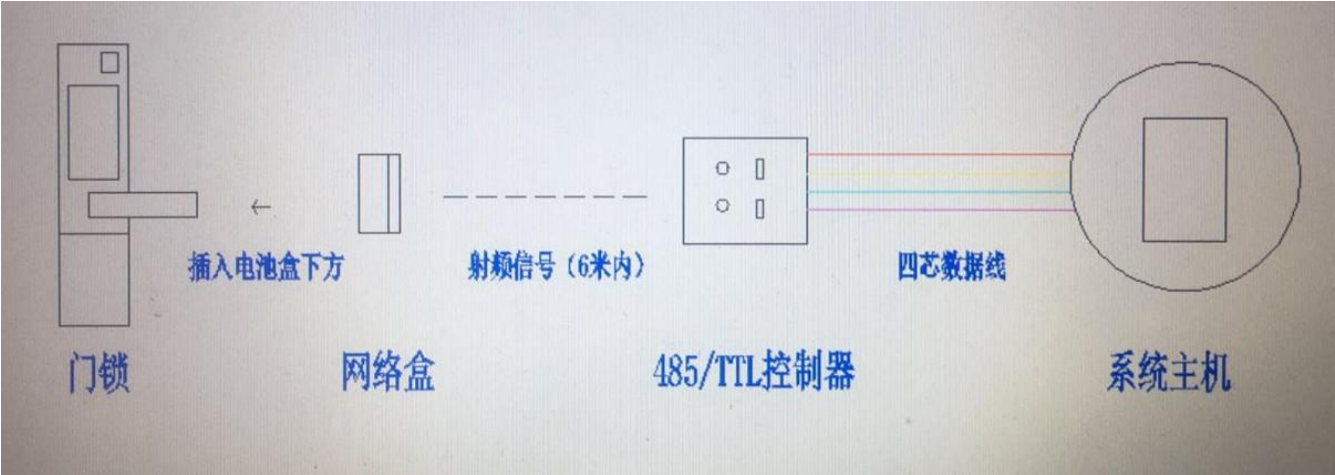 插入电池盒下方
射频信号（6米内）
四芯数据线
门锁
网络盒
485/TTL控制器
系统主机